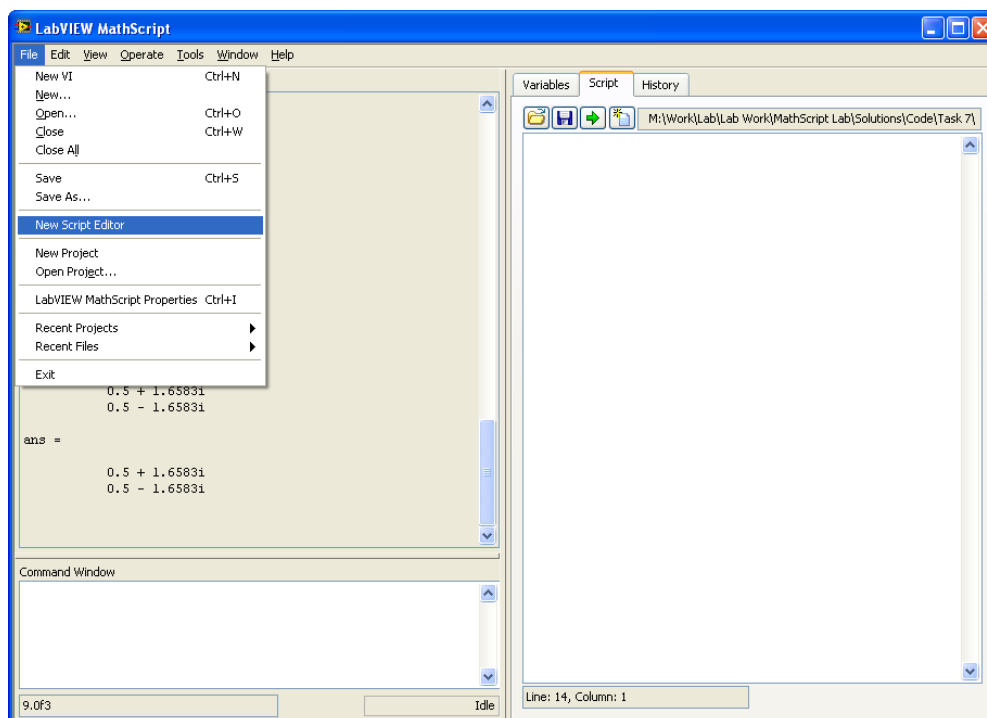 LabVIEW MathScript
File Edit View Operate Tools Window Help
New VI Ctrl+N
New...
Open... Ctrl+O
Close Ctrl+W
Close All
Save Ctrl+S
Save As...
New Script Editor
New Project
Open Project...
LabVIEW MathScript Properties Ctrl+I
Recent Projects
Recent Files
Exit
0.5 + 1.6583i
0.5 - 1.6583i
ans =
0.5 + 1.6583i
0.5 - 1.6583i
Command Window
9.0f3 Idle
Variables Script History
M:\Work\Lab\Lab Work\MathScript Lab\Solutions\Code\Task 7\
Line: 14, Column: 1